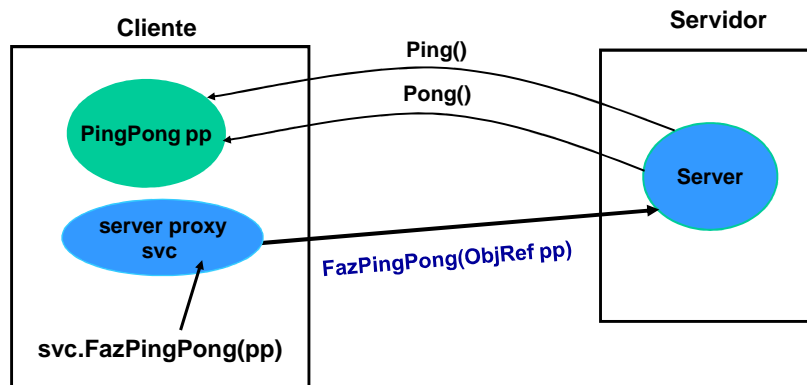 Cliente
Servidor
Ping()
Pong()
PingPong pp
Server
server proxy
svc
FazPingPong(ObjRef pp)
svc.FazPingPong(pp)